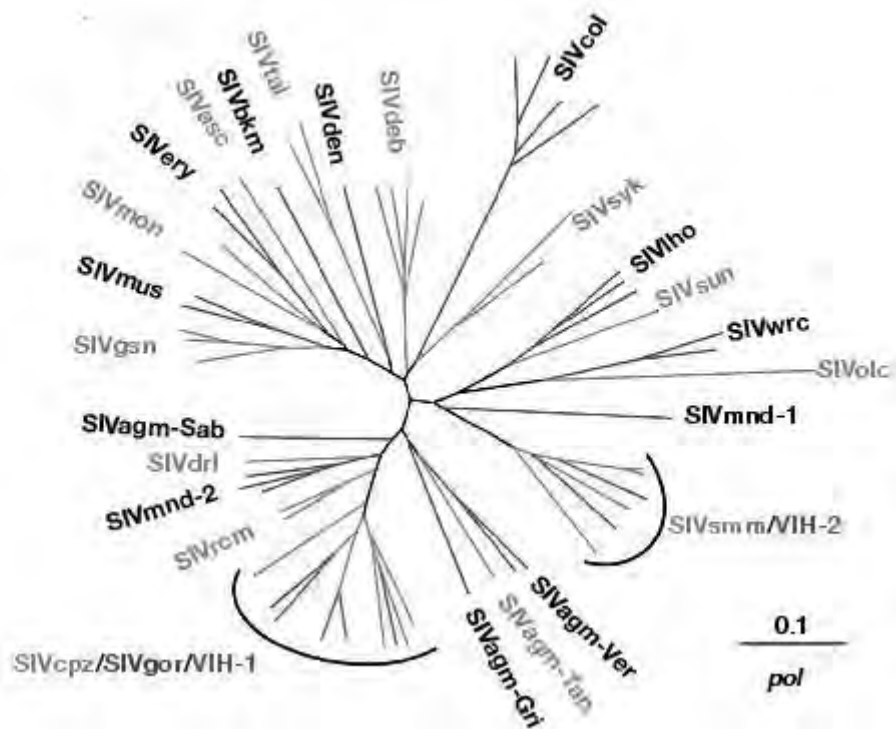 SIVcol
SIVtal
SIVdeb
SIVbkm
SIVden
SIVasc
SIVery
SIVmon
SIVsyk
SIVlho
SIVmus
SIVsun
SIVgsn
SIVwrc
SIVolc
SIVmnd-1
SIVagm-Sab
SIVdrl
SIVmnd-2
SIVrcm
SIVsmm/VIH-2
SIVagm-Ver
SIVagm-Tan
SIVagm-Gri
SIVcpz/SIVgor/VIH-1
0.1
pol